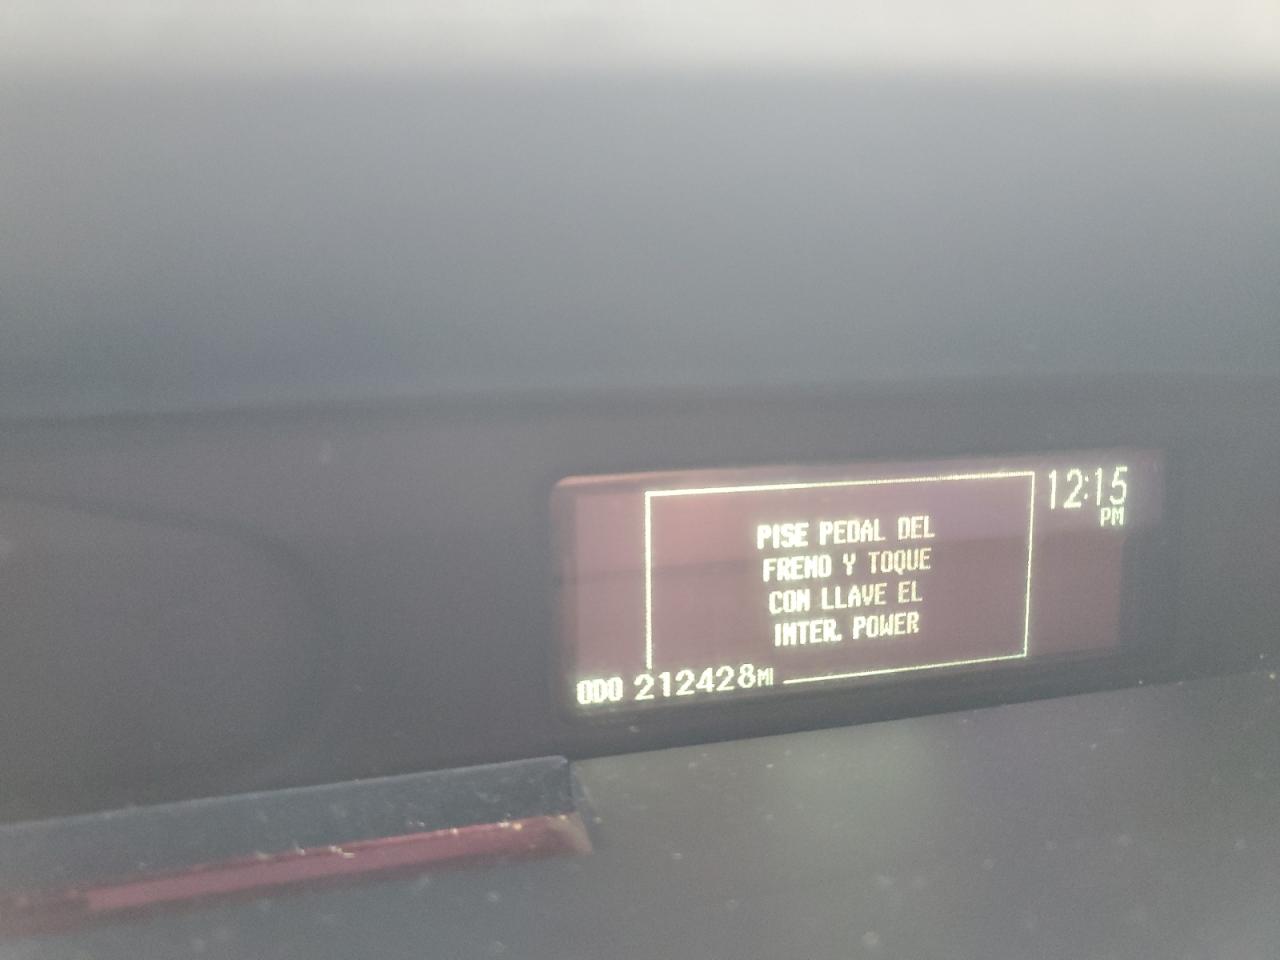 12:15
PM
PISE PEDAL DEL
FRENO Y TOQUE
CON LLAVE EL
INTER. POWER
ODO 212428MI